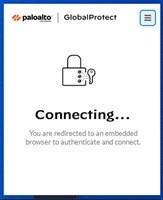 paloalto | GlobalProtect
Connecting...
You are redirected to an embedded
browser to authenticate and connect.